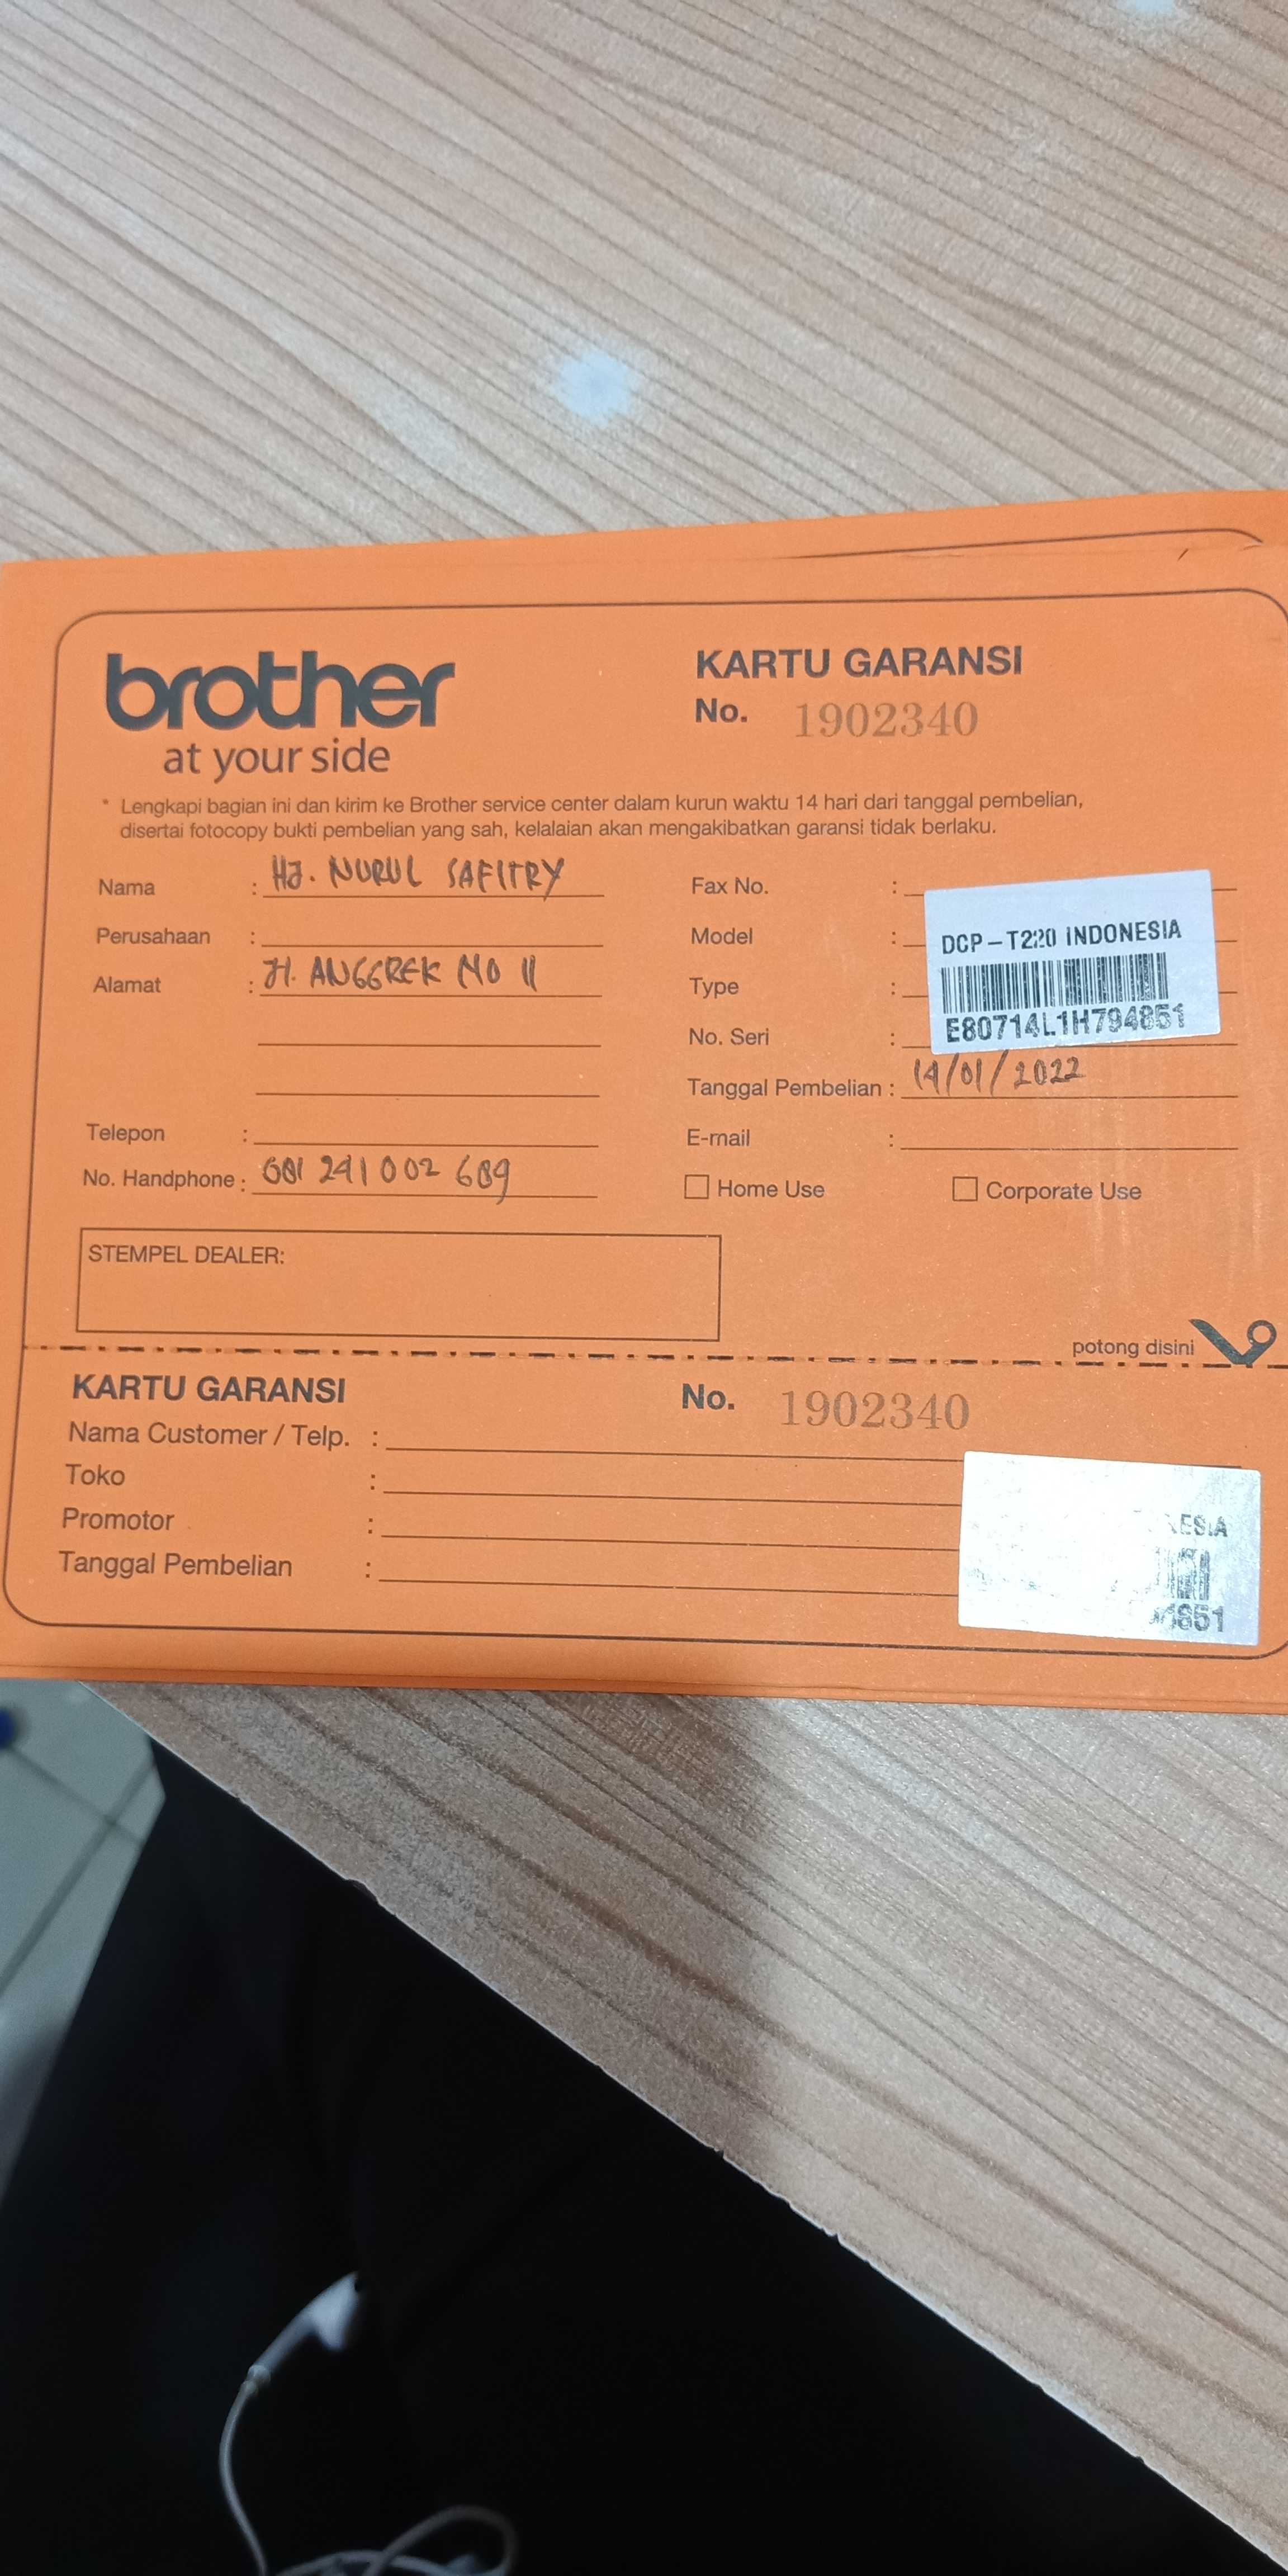 brother
at your side
KARTU GARANSI
No. 1902340
* Lengkapi bagian ini dan kirim ke Brother service center dalam kurun waktu 14 hari dari tanggal pembelian,
disertai fotocopy bukti pembelian yang sah, kelalaian akan mengakibatkan garansi tidak berlaku.
Nama : HJ. NURUL SAFITRY
Perusahaan :
Alamat : Jl. ANGGREK NO 11
Telepon :
No. Handphone : 081 241 002 689
Fax No. :
Model :
Type :
No. Seri :
DCP-T220 INDONESIA
E80714L1H794851
Tanggal Pembelian : 14/01/2022
E-mail :
Home Use Corporate Use
STEMPEL DEALER:
potong disini
KARTU GARANSI No. 1902340
Nama Customer / Telp. :
Toko :
Promotor :
Tanggal Pembelian :